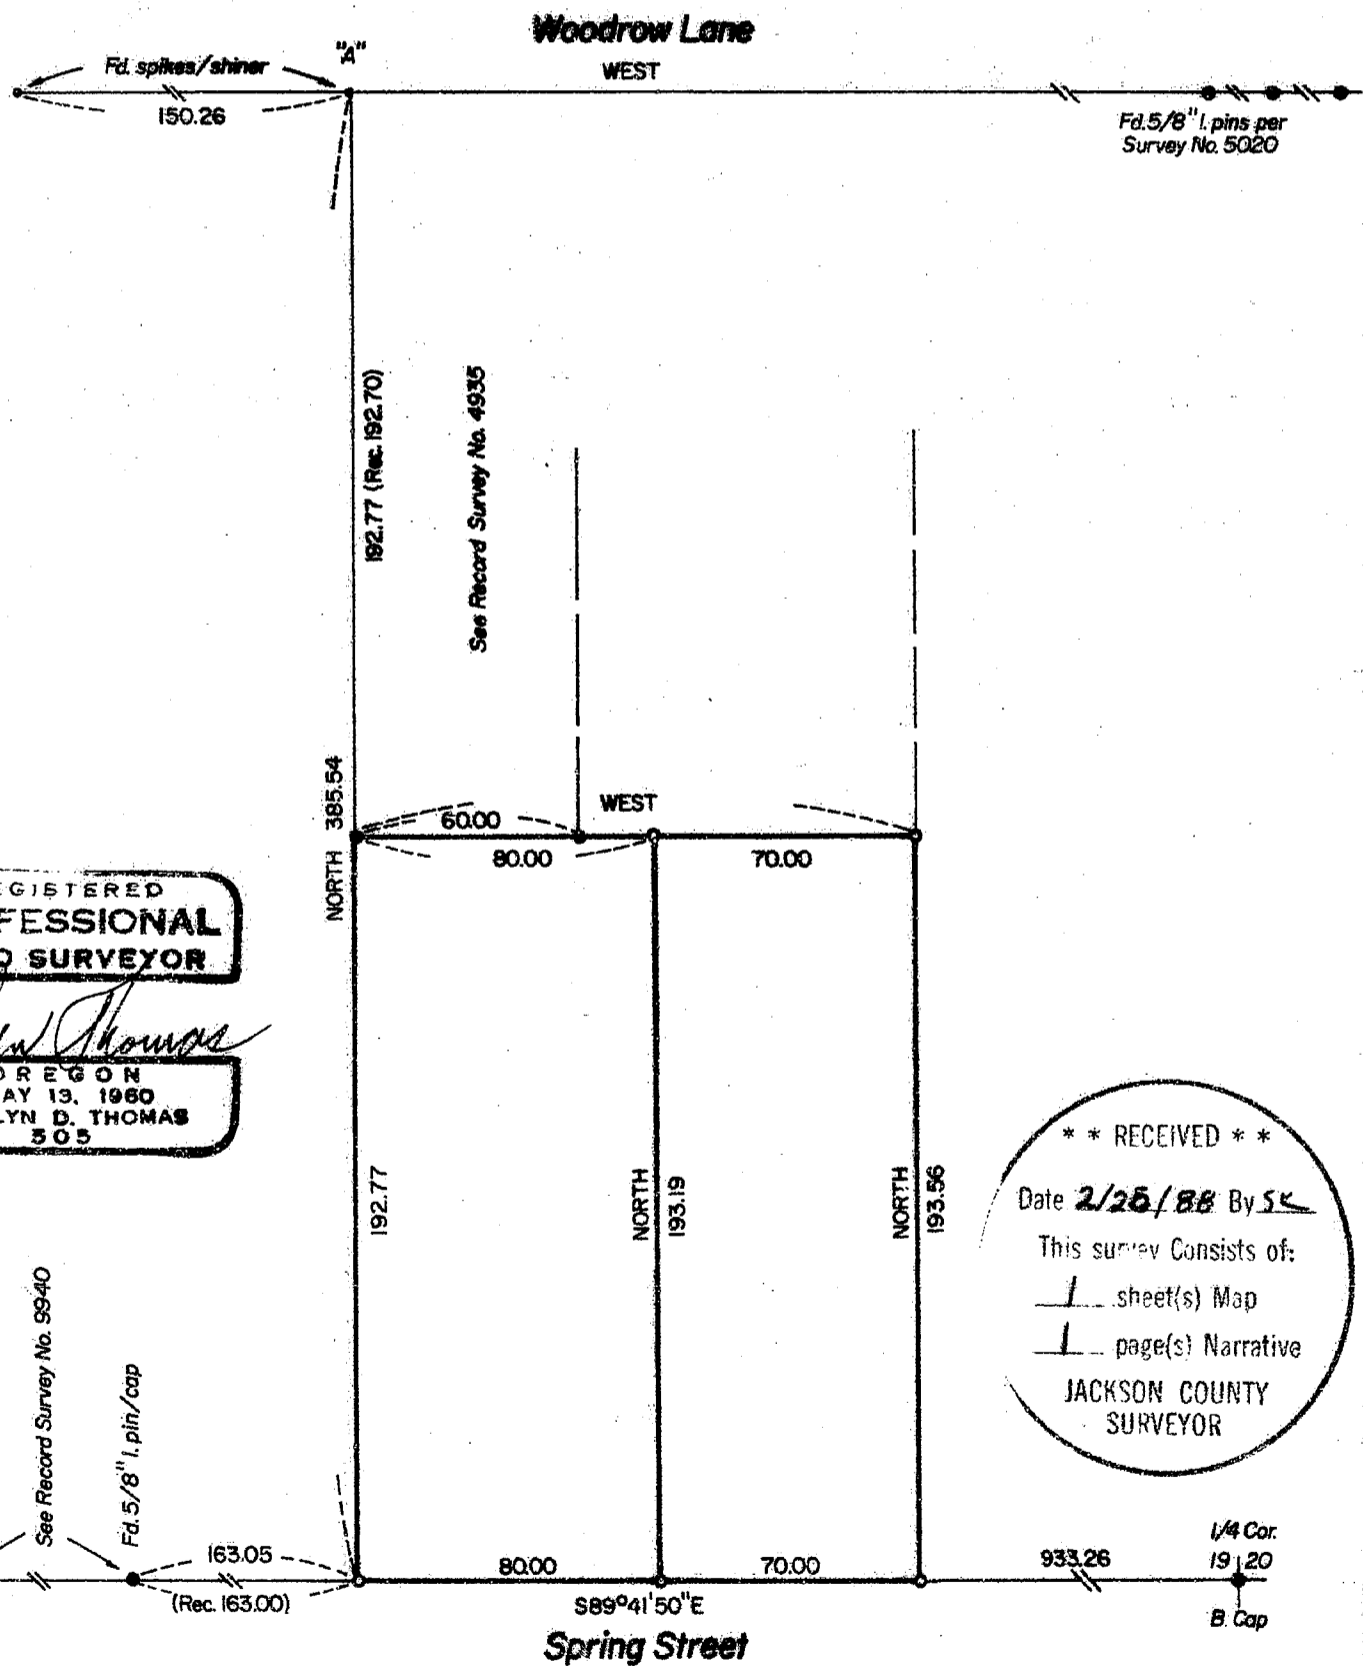 Woodrow Lane
"A"
Fd. spikes/shiner
WEST
150.26
Fd. 5/8" I. pins per
Survey No. 5020
192.77 (Rec. 192.70)
See Record Survey No. 4935
NORTH 385.54
WEST
60.00
80.00
70.00
EGISTERED
FESSIONAL
SURVEYOR
Thomas
OREGON
AY 13, 1960
LYN D. THOMAS
505
192.77
NORTH
193.19
NORTH
193.56
* * RECEIVED * *
Date 2/25/88 By SK
This survey Consists of:
1 sheet(s) Map
1 page(s) Narrative
JACKSON COUNTY
SURVEYOR
See Record Survey No. 9940
Fd. 5/8" I. pin/cap
163.05
(Rec. 163.00)
80.00
70.00
933.26
1/4 Cor.
19 | 20
B. Cap
S89°41'50"E
Spring Street